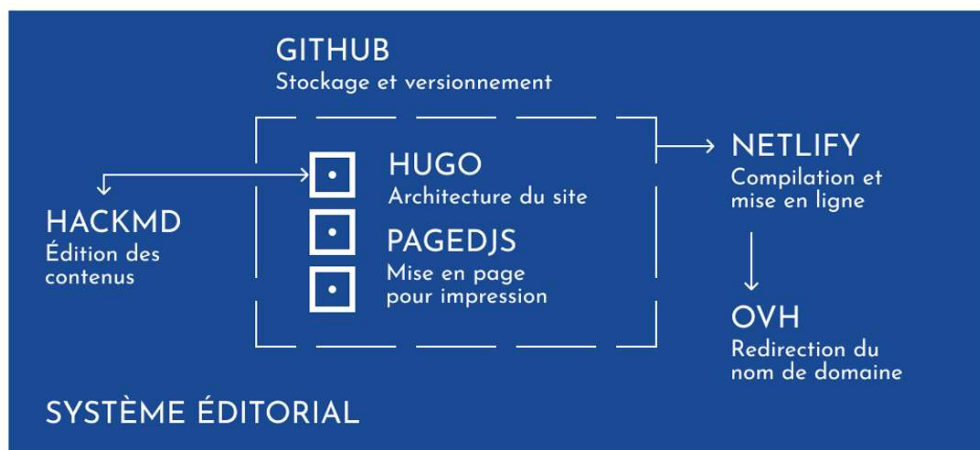 GITHUB
Stockage et versionnement
HUGO
Architecture du site
PAGEDJS
Mise en page
pour impression
HACKMD
Édition des
contenus
NETLIFY
Compilation et
mise en ligne
OVH
Redirection du
nom de domaine
SYSTÈME ÉDITORIAL